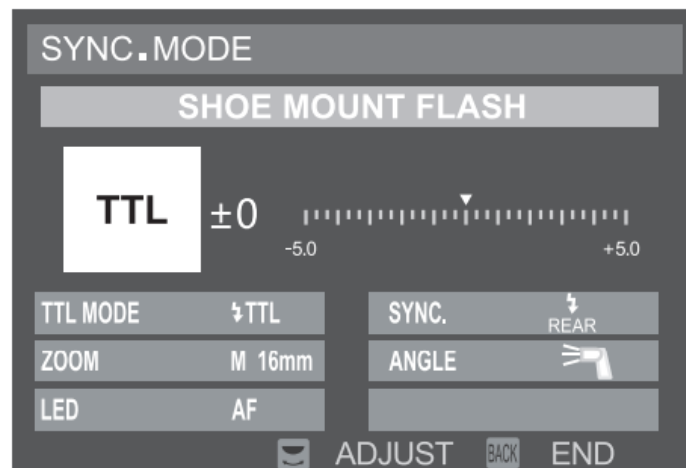 SYNC.MODE
SHOE MOUNT FLASH
TTL ±0
-5.0 +5.0
TTL MODE TTL SYNC. REAR
ZOOM M 16mm ANGLE
LED AF
ADJUST BACK END